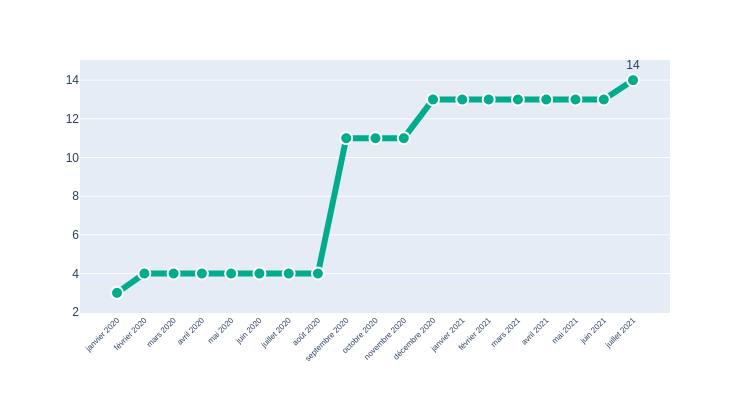 14
14
12
10
8
6
4
2
janvier 2020
février 2020
mars 2020
avril 2020
mai 2020
juin 2020
juillet 2020
août 2020
septembre 2020
octobre 2020
novembre 2020
décembre 2020
janvier 2021
février 2021
mars 2021
avril 2021
mai 2021
juin 2021
juillet 2021